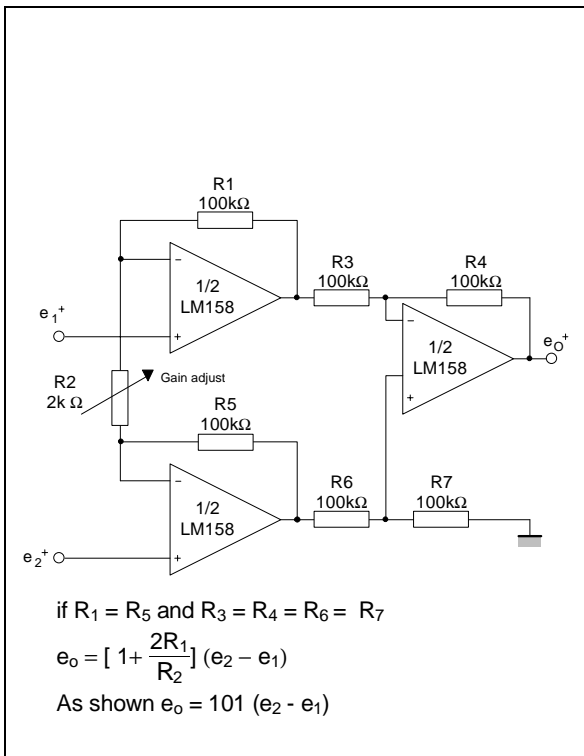 R1
100kΩ
R3
100kΩ
R4
100kΩ
1/2
LM158
e1+
eO+
1/2
LM158
R2
2k Ω
Gain adjust
R5
100kΩ
R6
100kΩ
R7
100kΩ
1/2
LM158
e2+
if R1 = R5 and R3 = R4 = R6 = R7
eo = [ 1+ 2R1/R2 ] (e2 – e1)
As shown eo = 101 (e2 - e1)